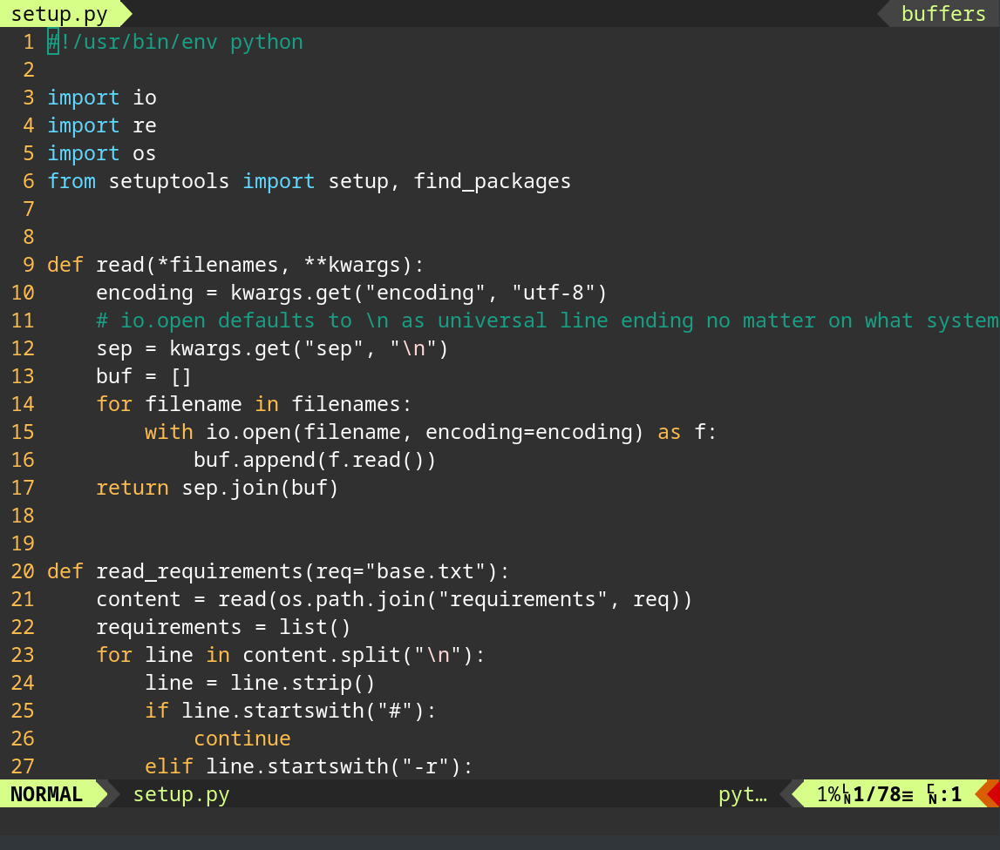 setup.py buffers
1 #!/usr/bin/env python
2
3 import io
4 import re
5 import os
6 from setuptools import setup, find_packages
7
8
9 def read(*filenames, **kwargs):
10     encoding = kwargs.get("encoding", "utf-8")
11     # io.open defaults to \n as universal line ending no matter on what system
12     sep = kwargs.get("sep", "\n")
13     buf = []
14     for filename in filenames:
15         with io.open(filename, encoding=encoding) as f:
16             buf.append(f.read())
17     return sep.join(buf)
18
19
20 def read_requirements(req="base.txt"):
21     content = read(os.path.join("requirements", req))
22     requirements = list()
23     for line in content.split("\n"):
24         line = line.strip()
25         if line.startswith("#"):
26             continue
27         elif line.startswith("-r"):
NORMAL setup.py pyt… 1%␊1/78≡ ␍:1